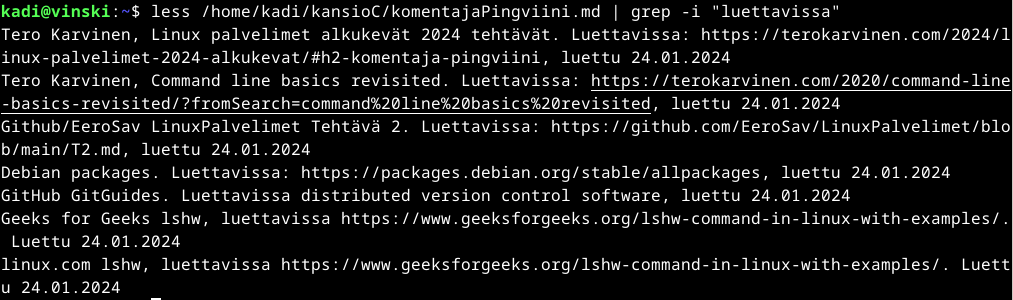 kadi@vinski:~$ less /home/kadi/kansioC/komentajaPingviini.md | grep -i "luettavissa"
Tero Karvinen, Linux palvelimet alkukevät 2024 tehtävät. Luettavissa: https://terokarvinen.com/2024/l
inux-palvelimet-2024-alkukevat/#h2-komentaja-pingviini, luettu 24.01.2024
Tero Karvinen, Command line basics revisited. Luettavissa: https://terokarvinen.com/2020/command-line
-basics-revisited/?fromSearch=command%20line%20basics%20revisited, luettu 24.01.2024
Github/EeroSav LinuxPalvelimet Tehtävä 2. Luettavissa: https://github.com/EeroSav/LinuxPalvelimet/blo
b/main/T2.md, luettu 24.01.2024
Debian packages. Luettavissa: https://packages.debian.org/stable/allpackages, luettu 24.01.2024
GitHub GitGuides. Luettavissa distributed version control software, luettu 24.01.2024
Geeks for Geeks lshw, luettavissa https://www.geeksforgeeks.org/lshw-command-in-linux-with-examples/.
 Luettu 24.01.2024
linux.com lshw, luettavissa https://www.geeksforgeeks.org/lshw-command-in-linux-with-examples/. Luett
u 24.01.2024